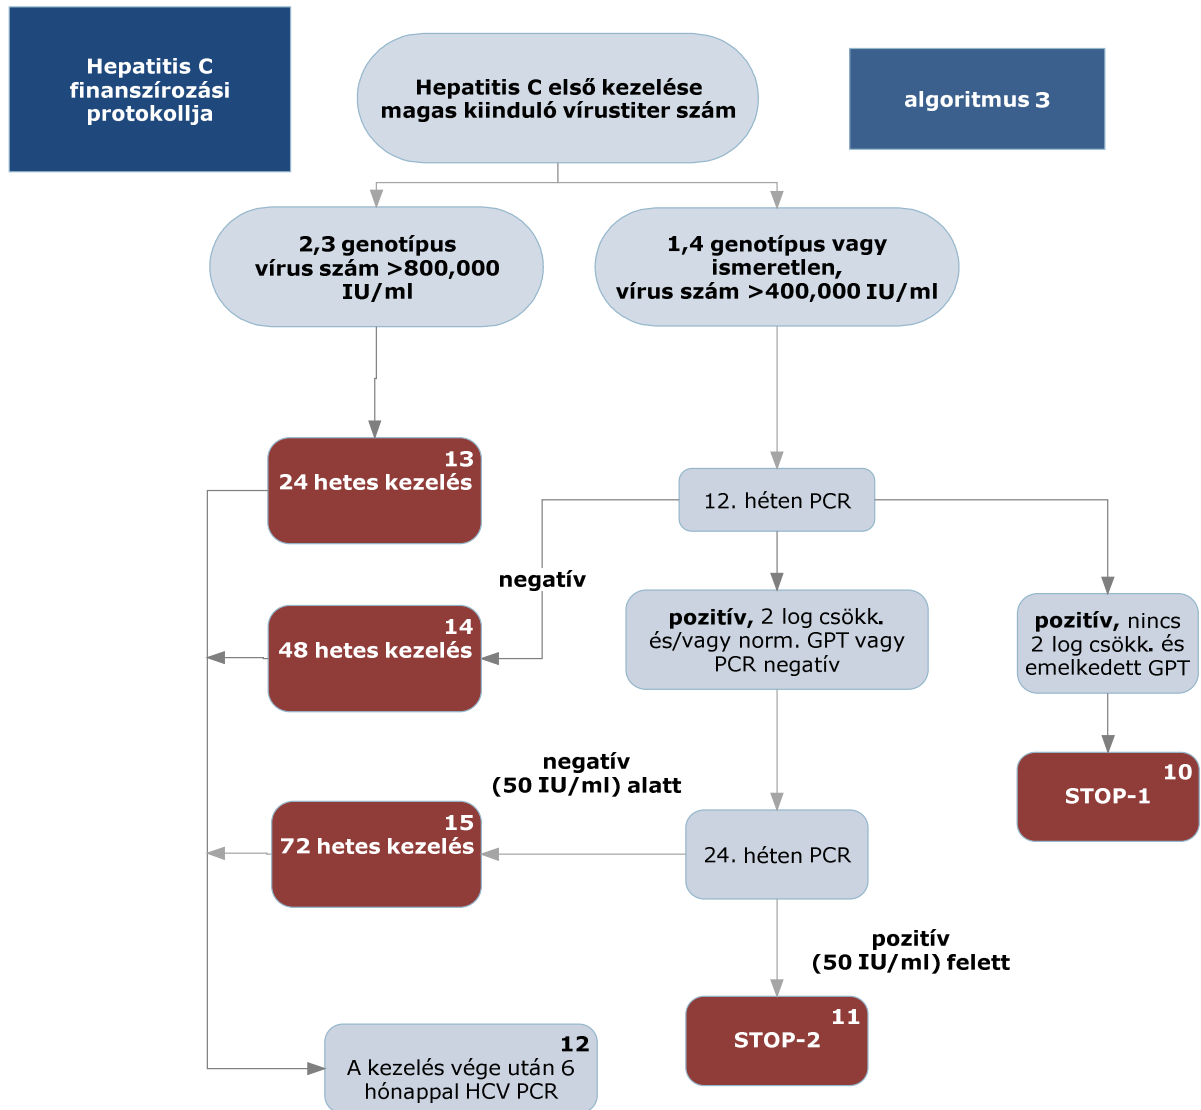 Hepatitis C
finanszírozási
protokollja
Hepatitis C első kezelése
magas kiinduló vírustiter szám
algoritmus 3
2,3 genotípus
vírus szám >800,000
IU/ml
1,4 genotípus vagy
ismeretlen,
vírus szám >400,000 IU/ml
13
24 hetes kezelés
12. héten PCR
negatív
14
48 hetes kezelés
pozitív, 2 log csökk.
és/vagy norm. GPT vagy
PCR negatív
pozitív, nincs
2 log csökk. és
emelkedett GPT
negatív
(50 IU/ml) alatt
10
STOP-1
15
72 hetes kezelés
24. héten PCR
pozitív
(50 IU/ml) felett
11
STOP-2
12
A kezelés vége után 6
hónappal HCV PCR